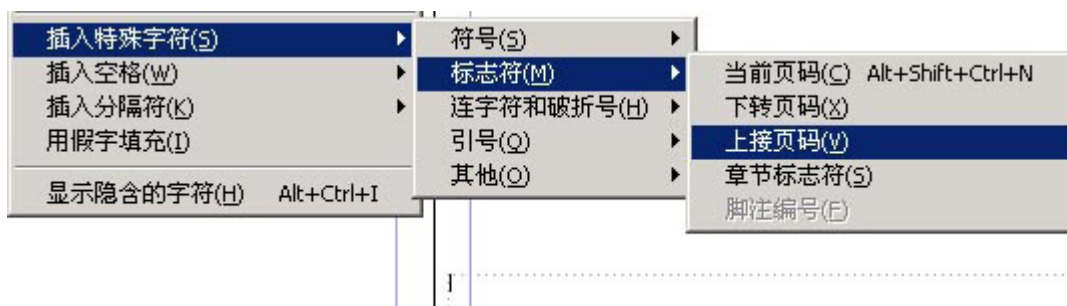 插入特殊字符(S)
插入空格(W)
插入分隔符(K)
用假字填充(I)
显示隐含的字符(H) Alt+Ctrl+I
符号(S)
标志符(M)
连字符和破折号(H)
引号(Q)
其他(O)
当前页码(C) Alt+Shift+Ctrl+N
下转页码(X)
上接页码(V)
章节标志符(S)
脚注编号(F)